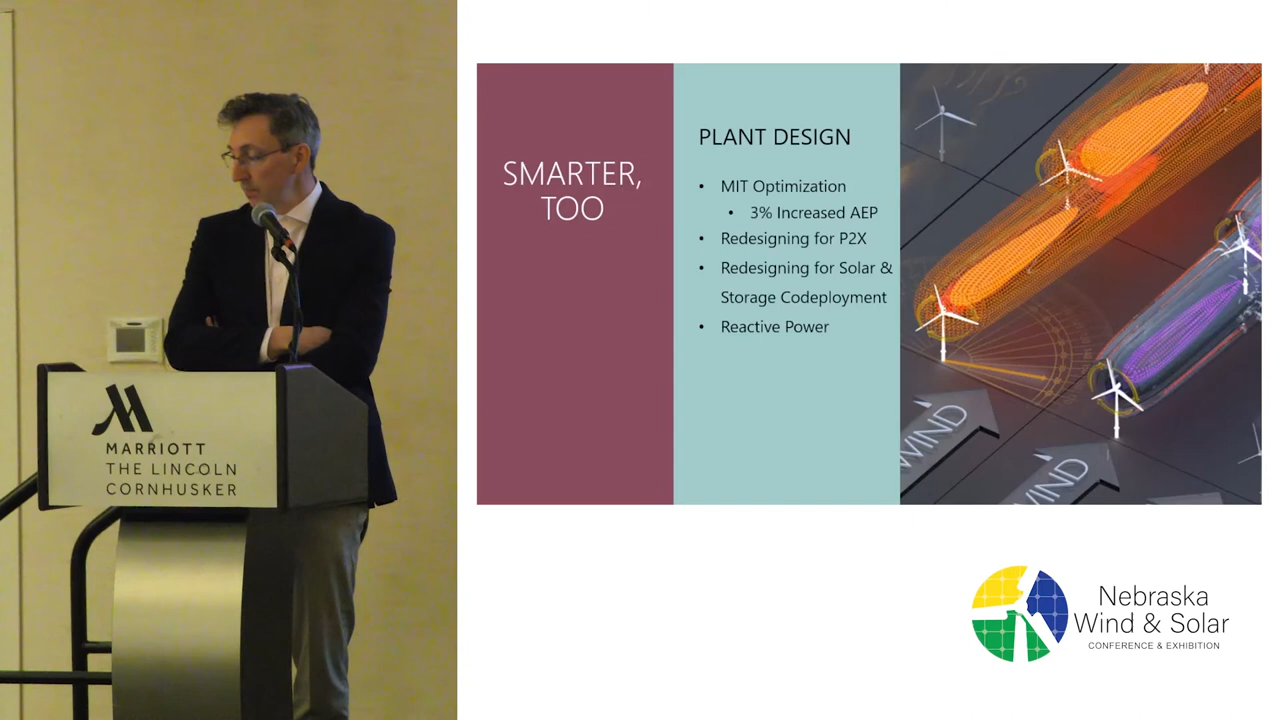 MARRIOTT
THE LINCOLN
CORNHUSKER
SMARTER,
TOO
PLANT DESIGN
• MIT Optimization
• 3% Increased AEP
• Redesigning for P2X
• Redesigning for Solar &
Storage Codeployment
• Reactive Power
WIND
WIND
Nebraska
Wind & Solar
CONFERENCE & EXHIBITION